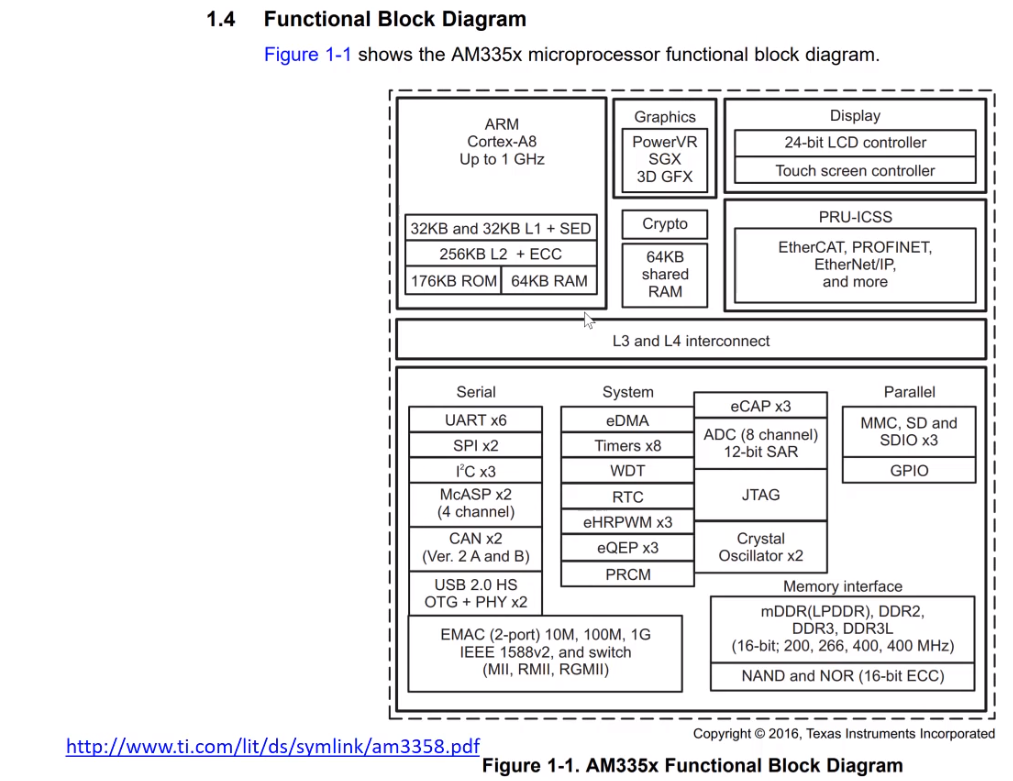 1.4 Functional Block Diagram
Figure 1-1 shows the AM335x microprocessor functional block diagram.
ARM
Cortex-A8
Up to 1 GHz
32KB and 32KB L1 + SED
256KB L2 + ECC
176KB ROM
64KB RAM
Graphics
PowerVR
SGX
3D GFX
Crypto
64KB
shared
RAM
Display
24-bit LCD controller
Touch screen controller
PRU-ICSS
EtherCAT, PROFINET,
EtherNet/IP,
and more
L3 and L4 interconnect
Serial
UART x6
SPI x2
I²C x3
McASP x2
(4 channel)
CAN x2
(Ver. 2 A and B)
USB 2.0 HS
OTG + PHY x2
EMAC (2-port) 10M, 100M, 1G
IEEE 1588v2, and switch
(MII, RMII, RGMII)
System
eDMA
Timers x8
WDT
RTC
eHRPWM x3
eQEP x3
PRCM
eCAP x3
ADC (8 channel)
12-bit SAR
JTAG
Crystal
Oscillator x2
Parallel
MMC, SD and
SDIO x3
GPIO
Memory interface
mDDR(LPDDR), DDR2,
DDR3, DDR3L
(16-bit; 200, 266, 400, 400 MHz)
NAND and NOR (16-bit ECC)
Copyright © 2016, Texas Instruments Incorporated
http://www.ti.com/lit/ds/symlink/am3358.pdf
Figure 1-1. AM335x Functional Block Diagram